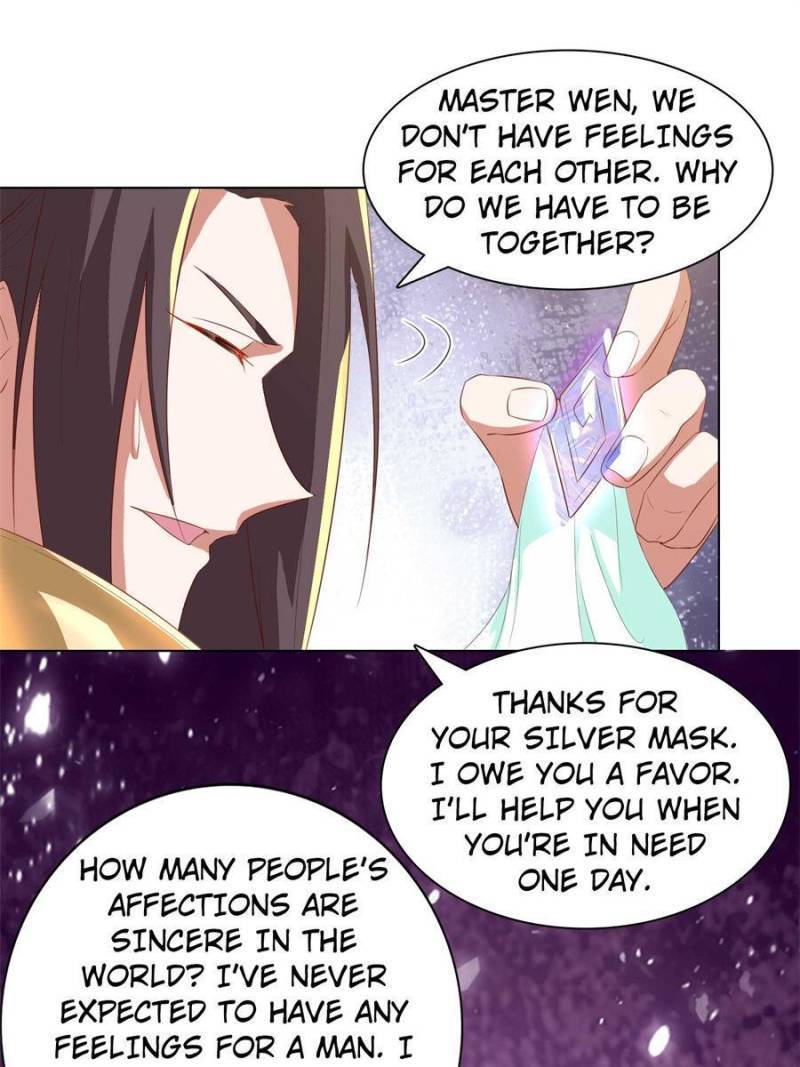 MASTER WEN, WE
DON'T HAVE FEELINGS
FOR EACH OTHER. WHY
DO WE HAVE TO BE
TOGETHER?
THANKS FOR
YOUR SILVER MASK.
I OWE YOU A FAVOR.
I'LL HELP YOU WHEN
YOU'RE IN NEED
ONE DAY.
HOW MANY PEOPLE'S
AFFECTIONS ARE
SINCERE IN THE
WORLD? I'VE NEVER
EXPECTED TO HAVE ANY
FEELINGS FOR A MAN. I